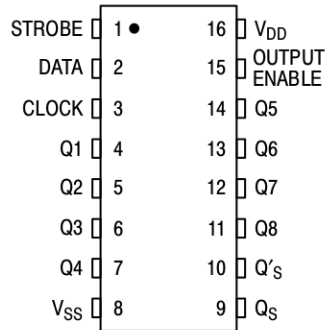 STROBE 1 16 VDD
DATA 2 15 OUTPUT ENABLE
CLOCK 3 14 Q5
Q1 4 13 Q6
Q2 5 12 Q7
Q3 6 11 Q8
Q4 7 10 Q′S
VSS 8 9 QS